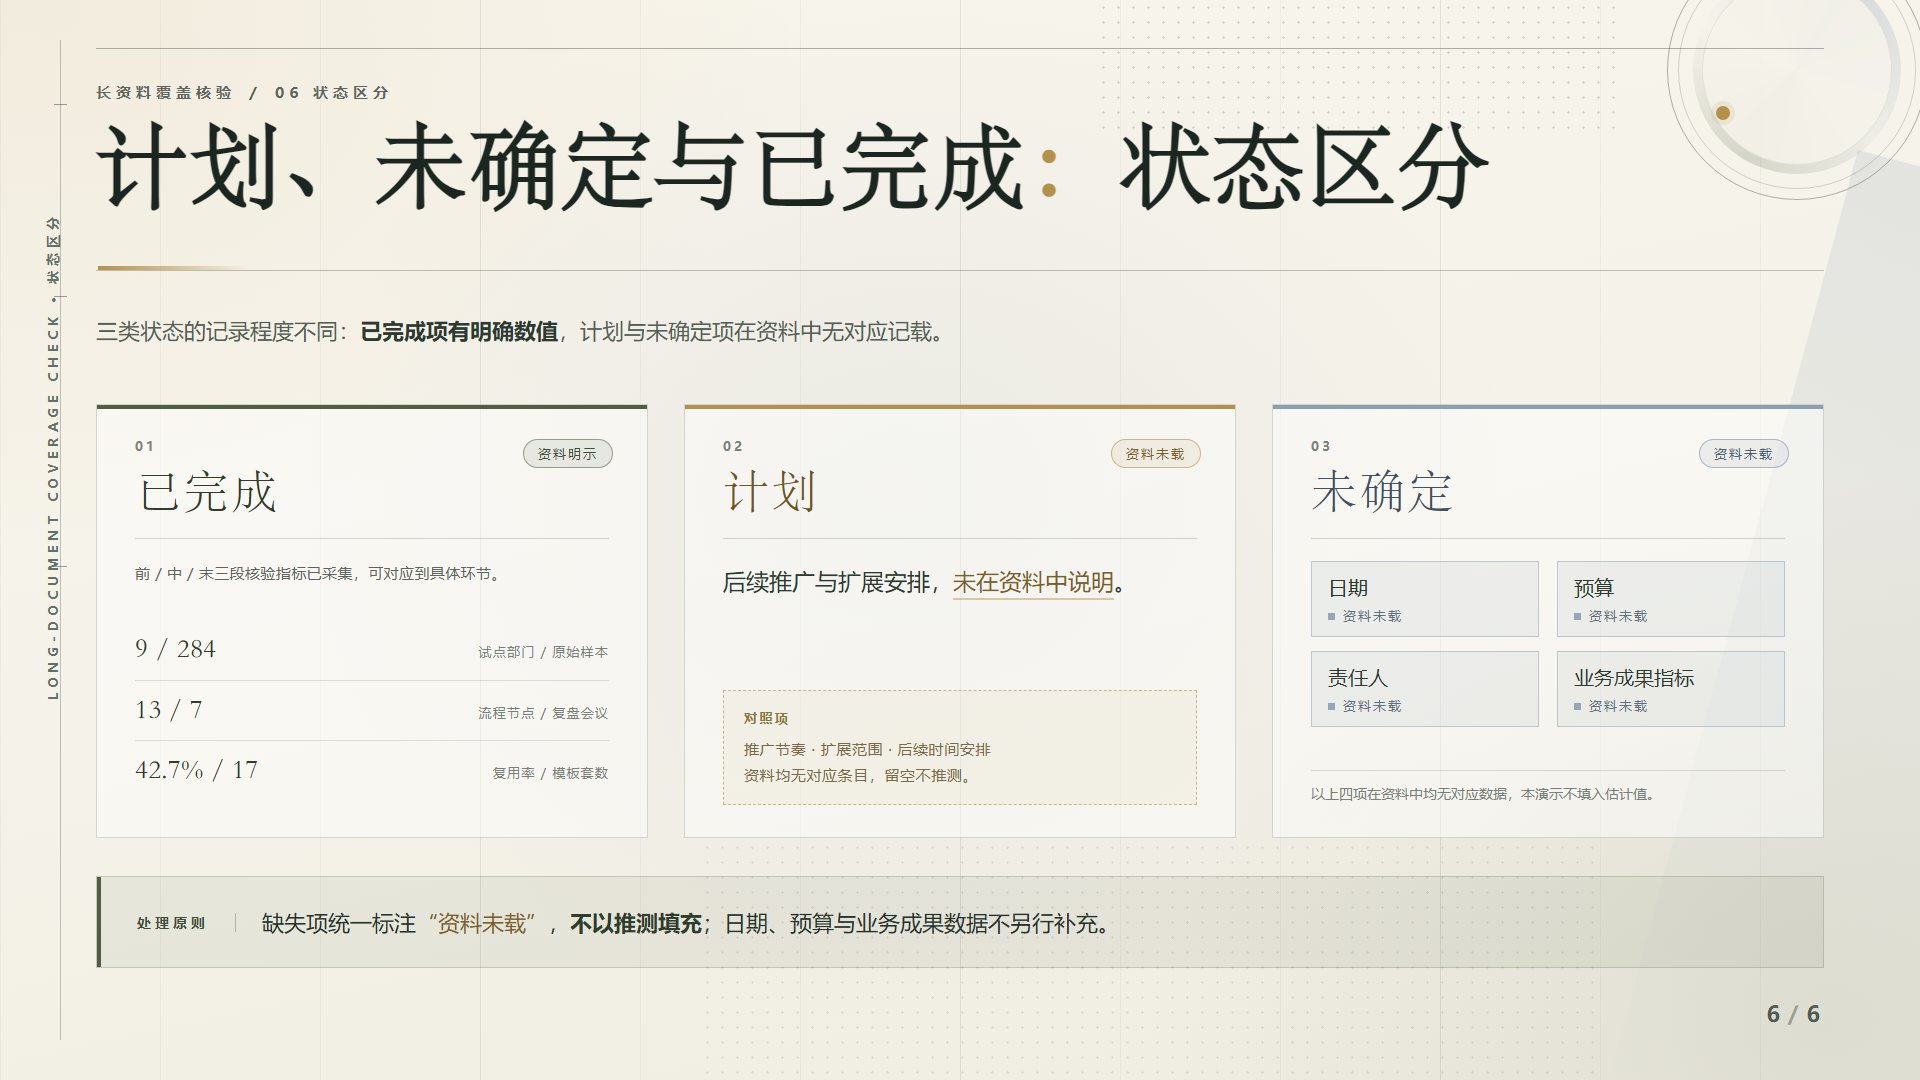 长资料覆盖核验 / 06 状态区分
计划、未确定与已完成：状态区分
LONG-DOCUMENT COVERAGE CHECK • 状态区分
三类状态的记录程度不同：已完成项有明确数值，计划与未确定项在资料中无对应记载。
01
资料明示
已完成
前 / 中 / 末三段核验指标已采集，可对应到具体环节。
9 / 284
试点部门 / 原始样本
13 / 7
流程节点 / 复盘会议
42.7% / 17
复用率 / 模板套数
02
资料未载
计划
后续推广与扩展安排，未在资料中说明。
对照项
推广节奏 · 扩展范围 · 后续时间安排
资料均无对应条目，留空不推测。
03
资料未载
未确定
日期
资料未载
预算
资料未载
责任人
资料未载
业务成果指标
资料未载
以上四项在资料中均无对应数据，本演示不填入估计值。
处理原则
缺失项统一标注“资料未载”，不以推测填充；日期、预算与业务成果数据不另行补充。
6 / 6